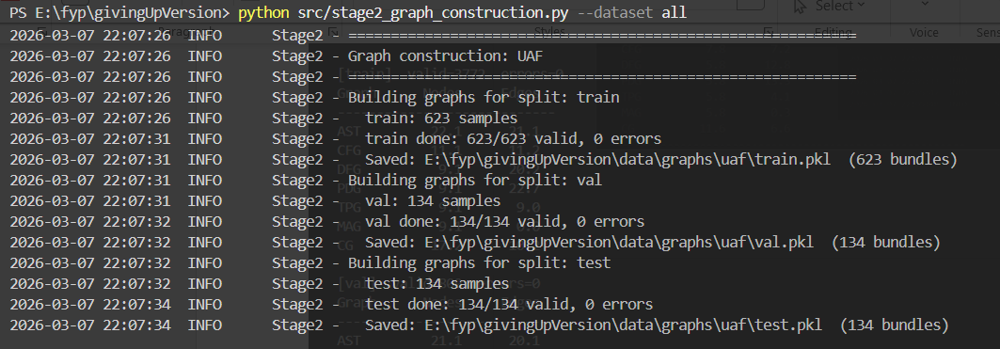 Select
Editing
Voice
Styles
PS E:\fyp\givingUpVersion> python src/stage2_graph_construction.py --dataset all
2026-03-07 22:07:26 INFO Stage2 - ============================================================
2026-03-07 22:07:26 INFO Stage2 - Graph construction: UAF
2026-03-07 22:07:26 INFO Stage2 - ============================================================
2026-03-07 22:07:26 INFO Stage2 - Building graphs for split: train
2026-03-07 22:07:26 INFO Stage2 - train: 623 samples
2026-03-07 22:07:31 INFO Stage2 - train done: 623/623 valid, 0 errors
2026-03-07 22:07:31 INFO Stage2 - Saved: E:\fyp\givingUpVersion\data\graphs\uaf\train.pkl (623 bundles)
2026-03-07 22:07:31 INFO Stage2 - Building graphs for split: val
2026-03-07 22:07:31 INFO Stage2 - val: 134 samples
2026-03-07 22:07:32 INFO Stage2 - val done: 134/134 valid, 0 errors
2026-03-07 22:07:32 INFO Stage2 - Saved: E:\fyp\givingUpVersion\data\graphs\uaf\val.pkl (134 bundles)
2026-03-07 22:07:32 INFO Stage2 - Building graphs for split: test
2026-03-07 22:07:32 INFO Stage2 - test: 134 samples
2026-03-07 22:07:34 INFO Stage2 - test done: 134/134 valid, 0 errors
2026-03-07 22:07:34 INFO Stage2 - Saved: E:\fyp\givingUpVersion\data\graphs\uaf\test.pkl (134 bundles)
AST 21.1 20.1